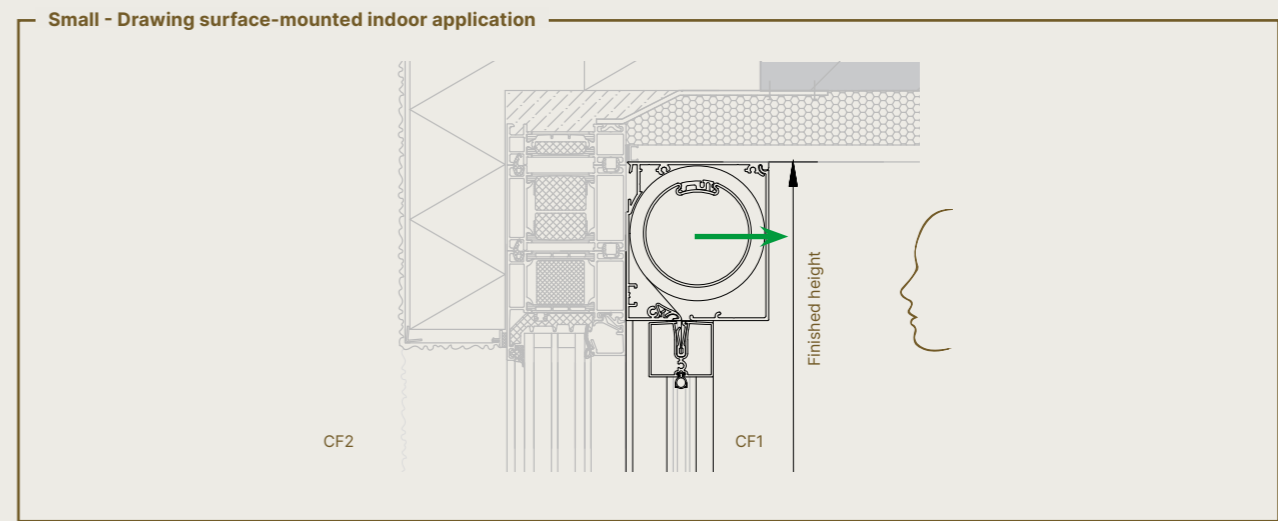 Small - Drawing surface-mounted indoor application
Finished height
CF2
CF1